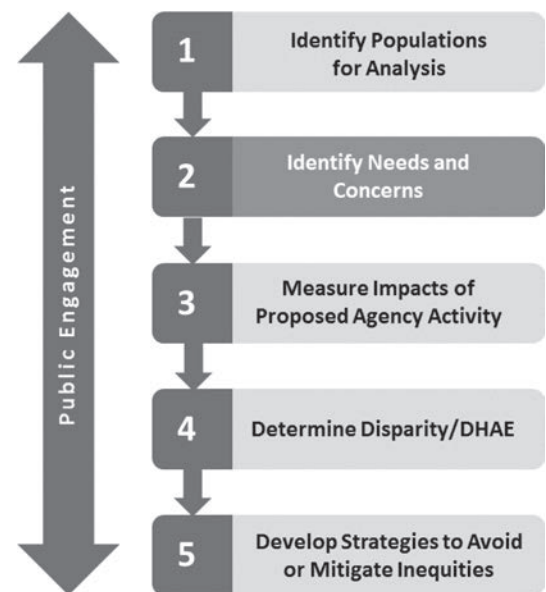 Public Engagement
1
Identify Populations
for Analysis
2
Identify Needs and
Concerns
3
Measure Impacts of
Proposed Agency Activity
4
Determine Disparity/DHAE
5
Develop Strategies to Avoid
or Mitigate Inequities